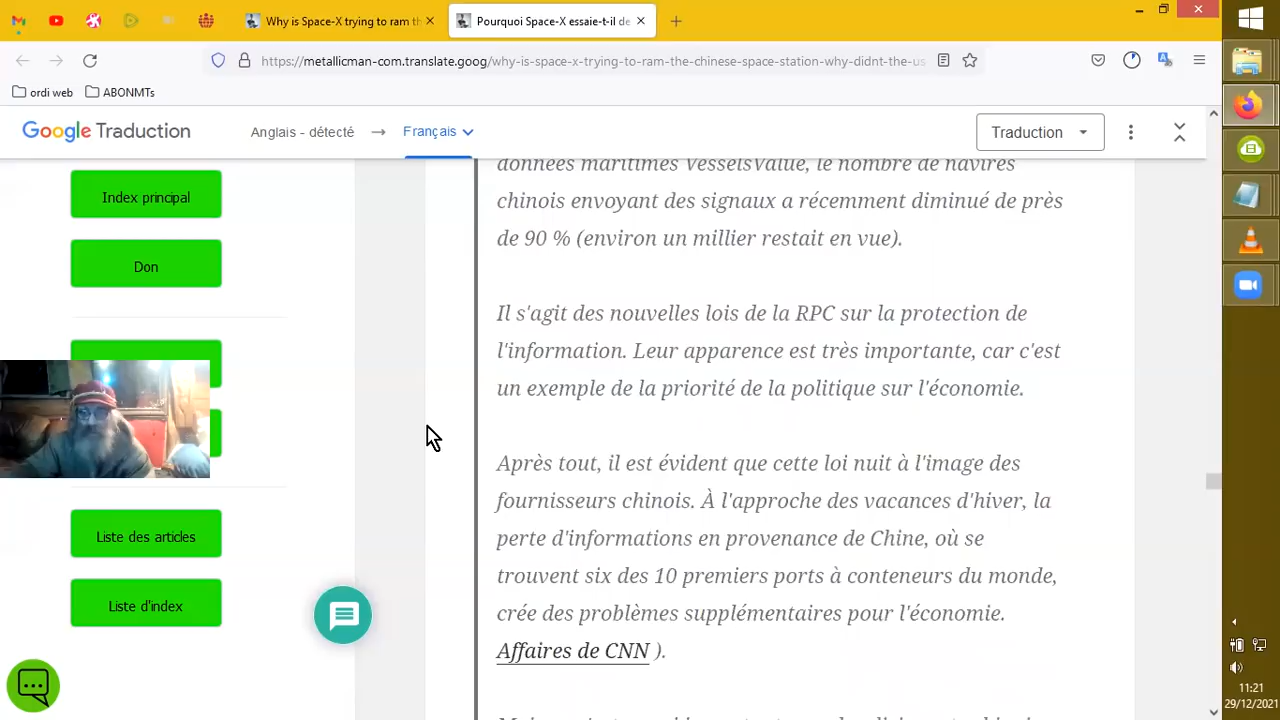 Why is Space-X trying to ram th
Pourquoi Space-X essaie-t-il de
https://metallicman-com.translate.goog/why-is-space-x-trying-to-ram-the-chinese-space-station-why-didnt-the-us
ordi web
ABONMTs
Google Traduction
Anglais - détecté
Français
Traduction
Index principal
Don
Liste des articles
Liste d'index
données maritimes VesselsValue, le nombre de navires
chinois envoyant des signaux a récemment diminué de près
de 90 % (environ un millier restait en vue).
Il s'agit des nouvelles lois de la RPC sur la protection de
l'information. Leur apparence est très importante, car c'est
un exemple de la priorité de la politique sur l'économie.
Après tout, il est évident que cette loi nuit à l'image des
fournisseurs chinois. À l'approche des vacances d'hiver, la
perte d'informations en provenance de Chine, où se
trouvent six des 10 premiers ports à conteneurs du monde,
crée des problèmes supplémentaires pour l'économie.
Affaires de CNN ).
11:21
29/12/2021